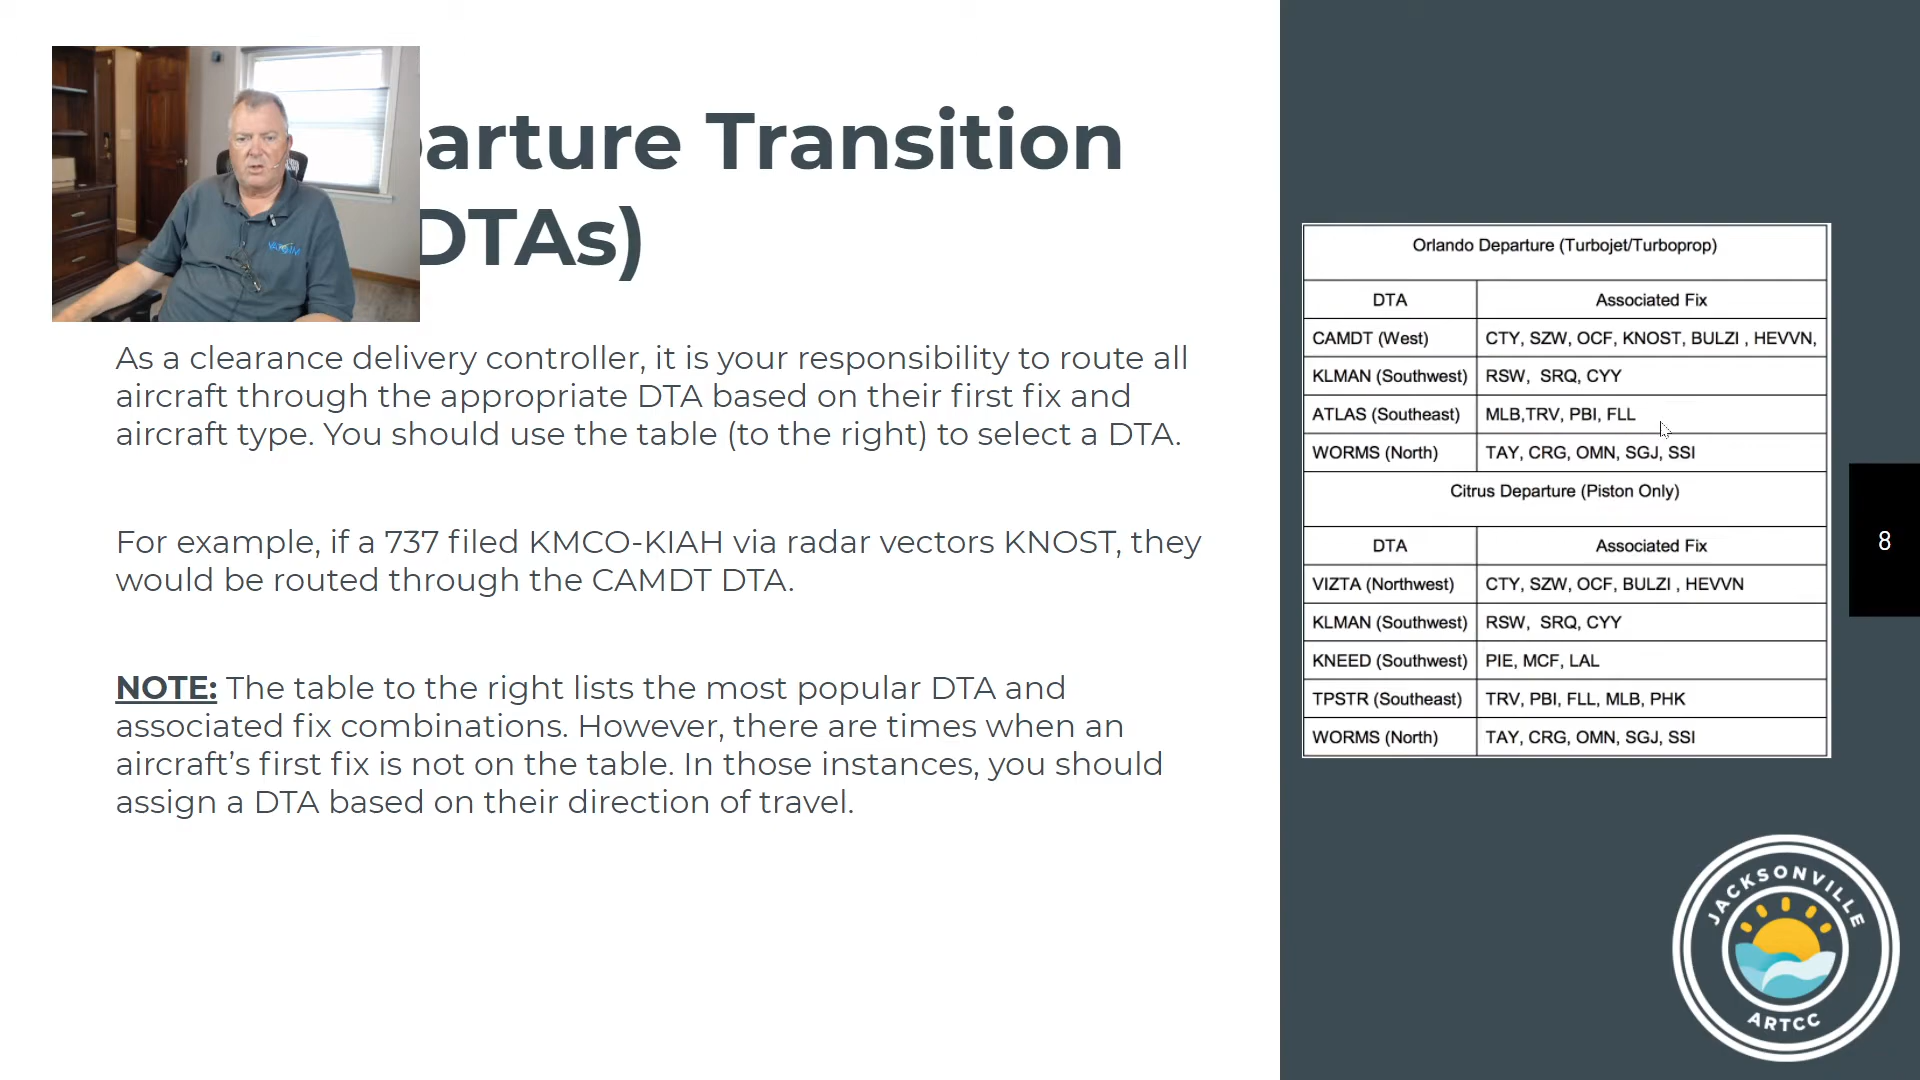 parture Transition
DTAs)
As a clearance delivery controller, it is your responsibility to route all
aircraft through the appropriate DTA based on their first fix and
aircraft type. You should use the table (to the right) to select a DTA.
For example, if a 737 filed KMCO-KIAH via radar vectors KNOST, they
would be routed through the CAMDT DTA.
NOTE: The table to the right lists the most popular DTA and
associated fix combinations. However, there are times when an
aircraft’s first fix is not on the table. In those instances, you should
assign a DTA based on their direction of travel.
Orlando Departure (Turbojet/Turboprop)
DTA Associated Fix
CAMDT (West) CTY, SZW, OCF, KNOST, BULZI , HEVVN,
KLMAN (Southwest) RSW, SRQ, CYY
ATLAS (Southeast) MLB,TRV, PBI, FLL
WORMS (North) TAY, CRG, OMN, SGJ, SSI
Citrus Departure (Piston Only)
DTA Associated Fix
VIZTA (Northwest) CTY, SZW, OCF, BULZI , HEVVN
KLMAN (Southwest) RSW, SRQ, CYY
KNEED (Southwest) PIE, MCF, LAL
TPSTR (Southeast) TRV, PBI, FLL, MLB, PHK
WORMS (North) TAY, CRG, OMN, SGJ, SSI
8
JACKSONVILLE
ARTCC